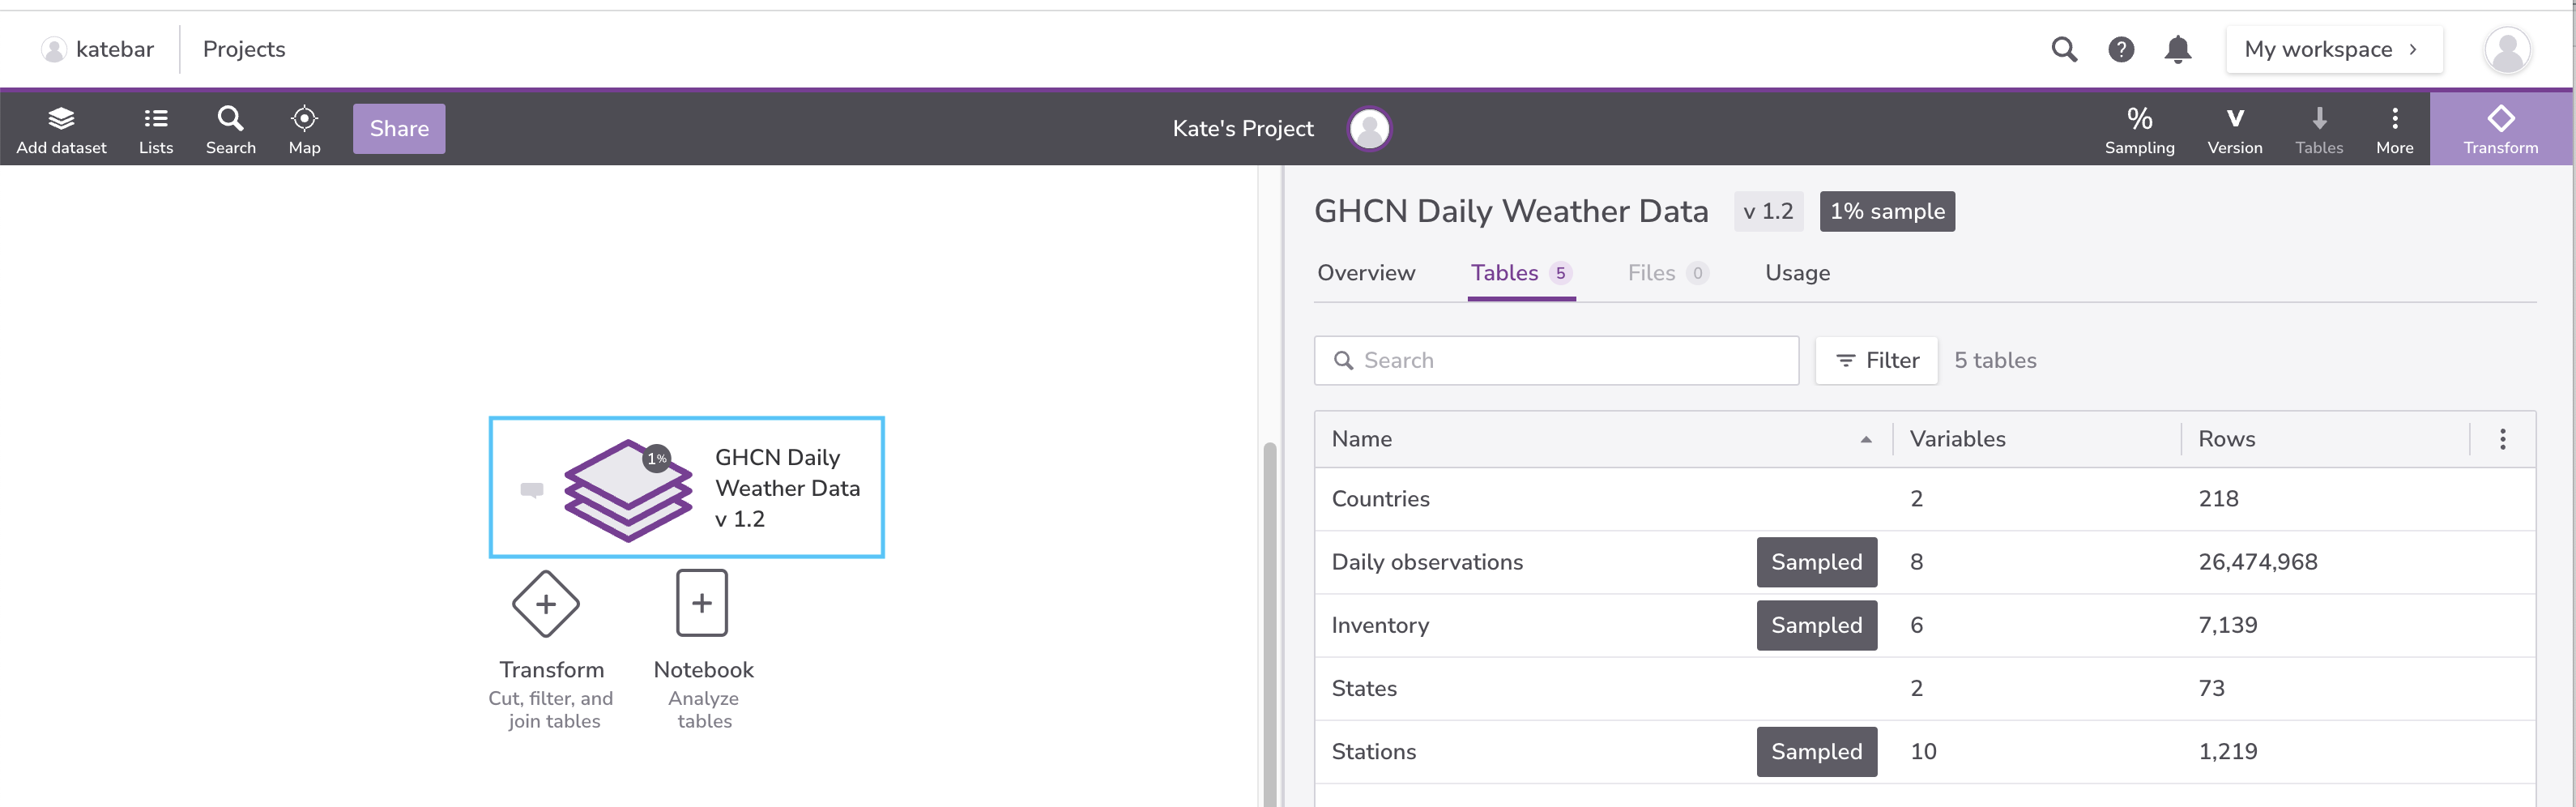 katebar
Projects
?
My workspace
Add dataset
Lists
Search
Map
Share
Kate's Project
%
Sampling
v
Version
Tables
More
Transform
GHCN Daily Weather Data
v 1.2
1% sample
Overview
Tables 5
Files 0
Usage
Search
Filter
5 tables
Name
Variables
Rows
Countries 2 218
Daily observations Sampled 8 26,474,968
Inventory Sampled 6 7,139
States 2 73
Stations Sampled 10 1,219
1%
GHCN Daily
Weather Data
v 1.2
Transform
Cut, filter, and
join tables
Notebook
Analyze
tables